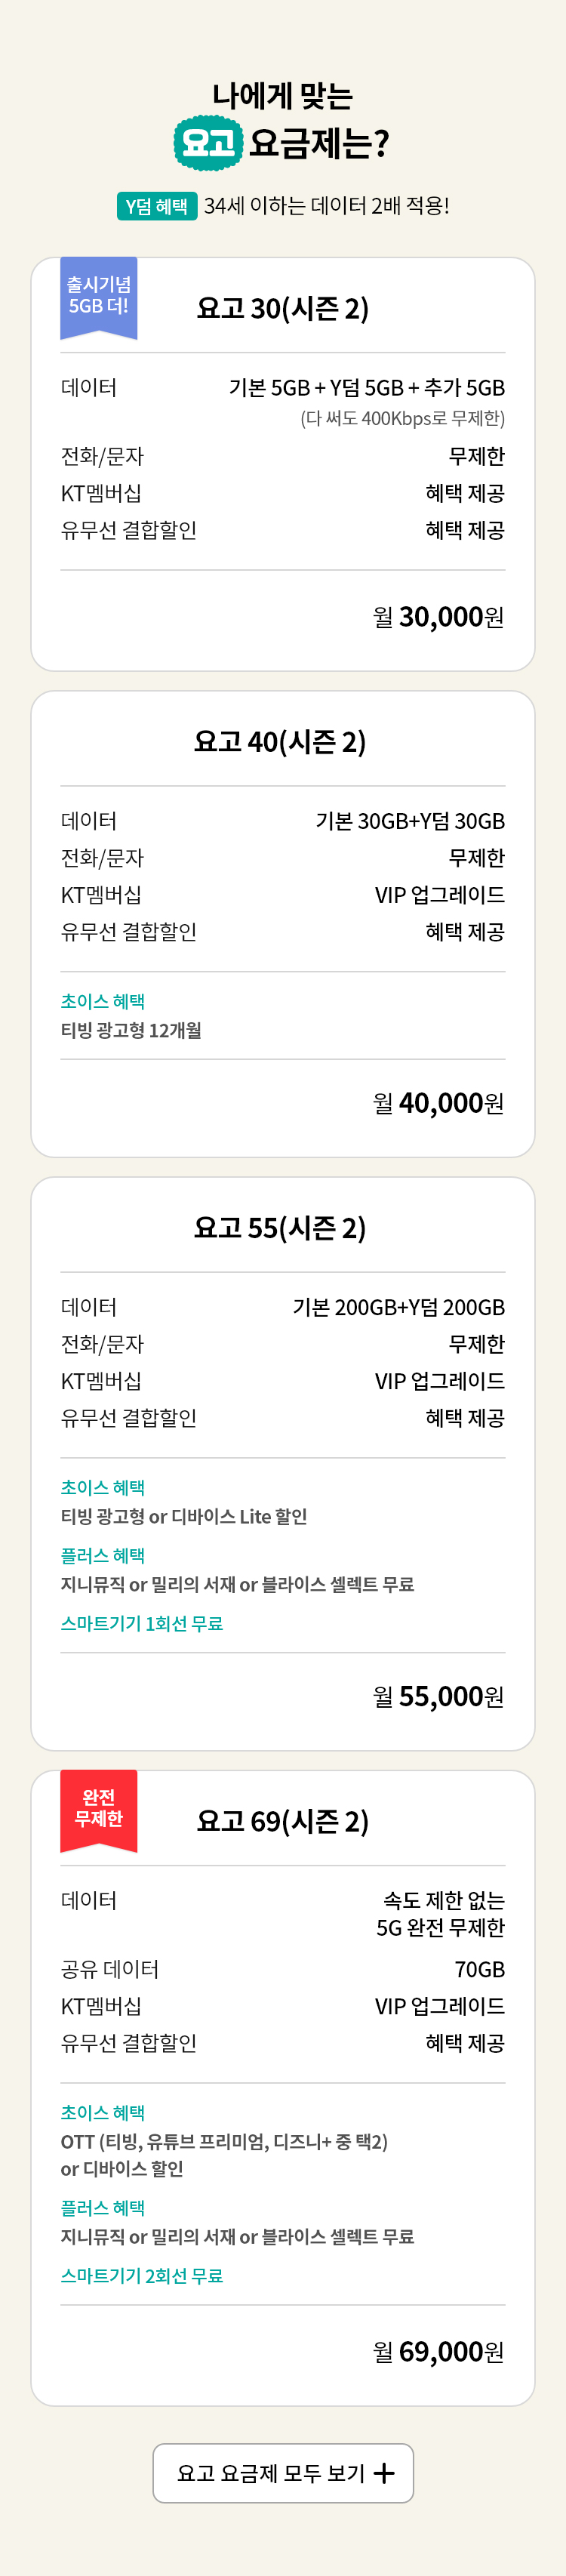 나에게 맞는
요고 요금제는?
Y덤 혜택 34세 이하는 데이터 2배 적용!
출시기념
5GB 더!
요고 30(시즌 2)
데이터 기본 5GB + Y덤 5GB + 추가 5GB
(다 써도 400Kbps로 무제한)
전화/문자 무제한
KT멤버십 혜택 제공
유무선 결합할인 혜택 제공
월 30,000원
요고 40(시즌 2)
데이터 기본 30GB+Y덤 30GB
전화/문자 무제한
KT멤버십 VIP 업그레이드
유무선 결합할인 혜택 제공
초이스 혜택
티빙 광고형 12개월
월 40,000원
요고 55(시즌 2)
데이터 기본 200GB+Y덤 200GB
전화/문자 무제한
KT멤버십 VIP 업그레이드
유무선 결합할인 혜택 제공
초이스 혜택
티빙 광고형 or 디바이스 Lite 할인
플러스 혜택
지니뮤직 or 밀리의 서재 or 블라이스 셀렉트 무료
스마트기기 1회선 무료
월 55,000원
완전
무제한
요고 69(시즌 2)
데이터 속도 제한 없는
5G 완전 무제한
공유 데이터 70GB
KT멤버십 VIP 업그레이드
유무선 결합할인 혜택 제공
초이스 혜택
OTT (티빙, 유튜브 프리미엄, 디즈니+ 중 택2)
or 디바이스 할인
플러스 혜택
지니뮤직 or 밀리의 서재 or 블라이스 셀렉트 무료
스마트기기 2회선 무료
월 69,000원
요고 요금제 모두 보기 +